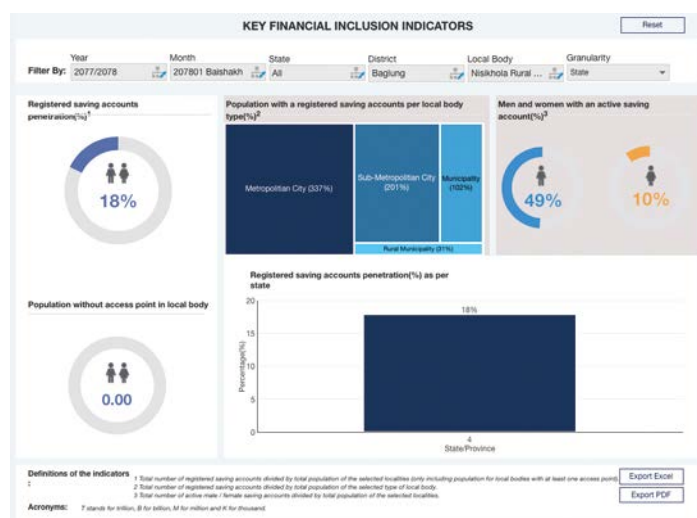 KEY FINANCIAL INCLUSION INDICATORS
Reset
Year
Month
State
District
Local Body
Granularity
Filter By:
2077/2078
207801 Baishakh
All
Baglung
Nisikhola Rural ...
State
Registered saving accounts
penetration(%)1
18%
Population with a registered saving accounts per local body
type(%)2
Metropolitan City (337%)
Sub-Metropolitan City
(201%)
Municipality
(102%)
Rural Municipality (31%)
Men and women with an active saving
account(%)3
49%
10%
Population without access point in local body
0.00
Registered saving accounts penetration(%) as per
state
20
15
10
5
0
Percentage(%)
18%
4
State/Province
Definitions of the indicators
:
1 Total number of registered saving accounts divided by total population of the selected localities (only including population for local bodies with at least one access point).
2 Total number of registered saving accounts divided by total population of the selected type of local body.
3 Total number of active male / female saving accounts divided by total population of the selected localities.
Acronyms:
T stands for trillion, B for billion, M for million and K for thousand.
Export Excel
Export PDF